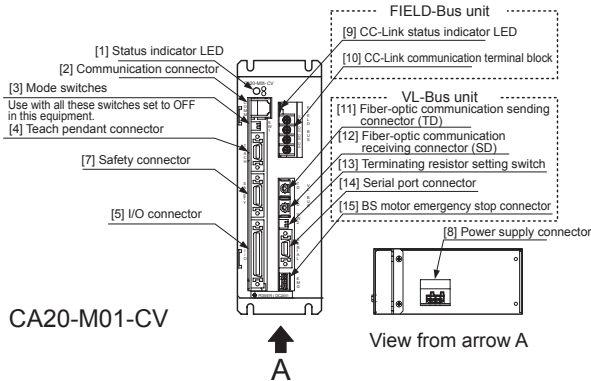 FIELD-Bus unit
[9] CC-Link status indicator LED
[10] CC-Link communication terminal block
[1] Status indicator LED
[2] Communication connector
[3] Mode switches
Use with all these switches set to OFF
in this equipment.
[4] Teach pendant connector
[7] Safety connector
[5] I/O connector
CA20-M01-CV
VL-Bus unit
[11] Fiber-optic communication sending
connector (TD)
[12] Fiber-optic communication
receiving connector (SD)
[13] Terminating resistor setting switch
[14] Serial port connector
[15] BS motor emergency stop connector
[8] Power supply connector
CA20-M01-CV
A
View from arrow A